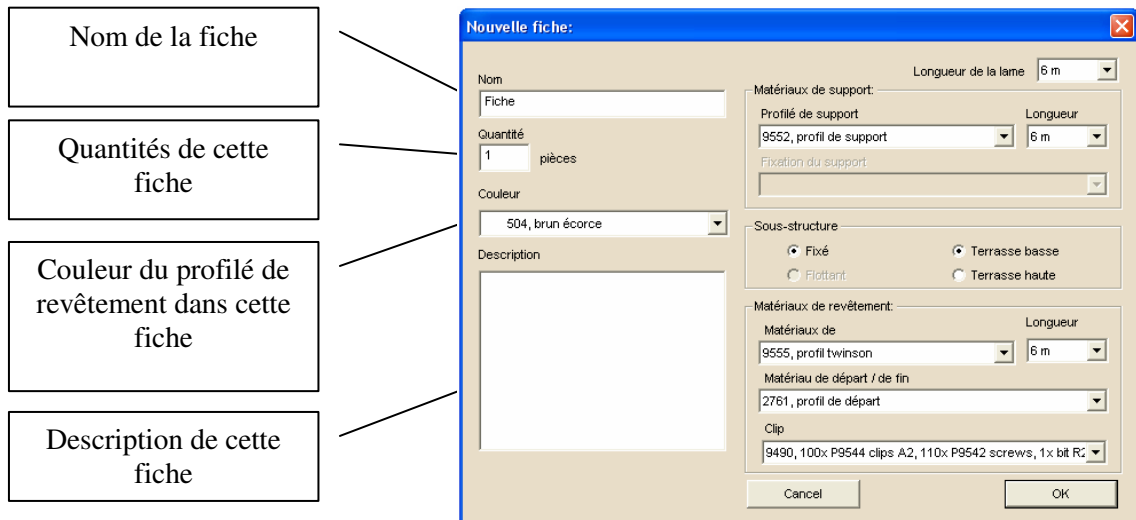 Nom de la fiche
Quantités de cette
fiche
Couleur du profilé de
revêtement dans cette
fiche
Description de cette
fiche
Nouvelle fiche:
Nom
Fiche
Quantité
1
pièces
Couleur
504, brun écorce
Description
Longueur de la lame
6 m
Matériaux de support:
Profilé de support
Longueur
9552, profil de support
6 m
Fixation du support
Sous-structure
Fixé
Terrasse basse
Flottant
Terrasse haute
Matériaux de revêtement:
Matériaux de
Longueur
9555, profil twinson
6 m
Matériau de départ / de fin
2761, profil de départ
Clip
9490, 100x P9544 clips A2, 110x P9542 screws, 1x bit R2
Cancel
OK